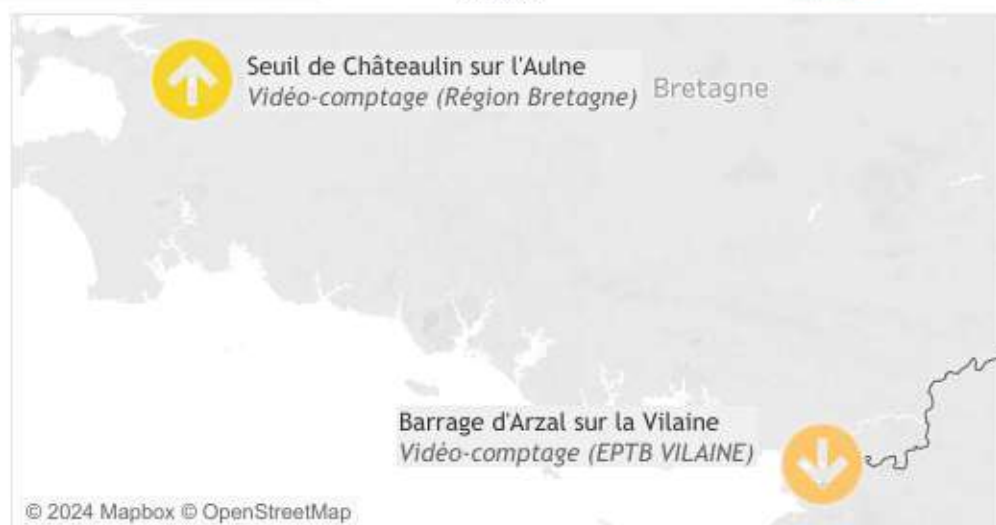 Seuil de Châteaulin sur l'Aulne
Vidéo-comptage (Région Bretagne)
Bretagne
Barrage d'Arzal sur la Vilaine
Vidéo-comptage (EPTB VILAINE)
© 2024 Mapbox © OpenStreetMap